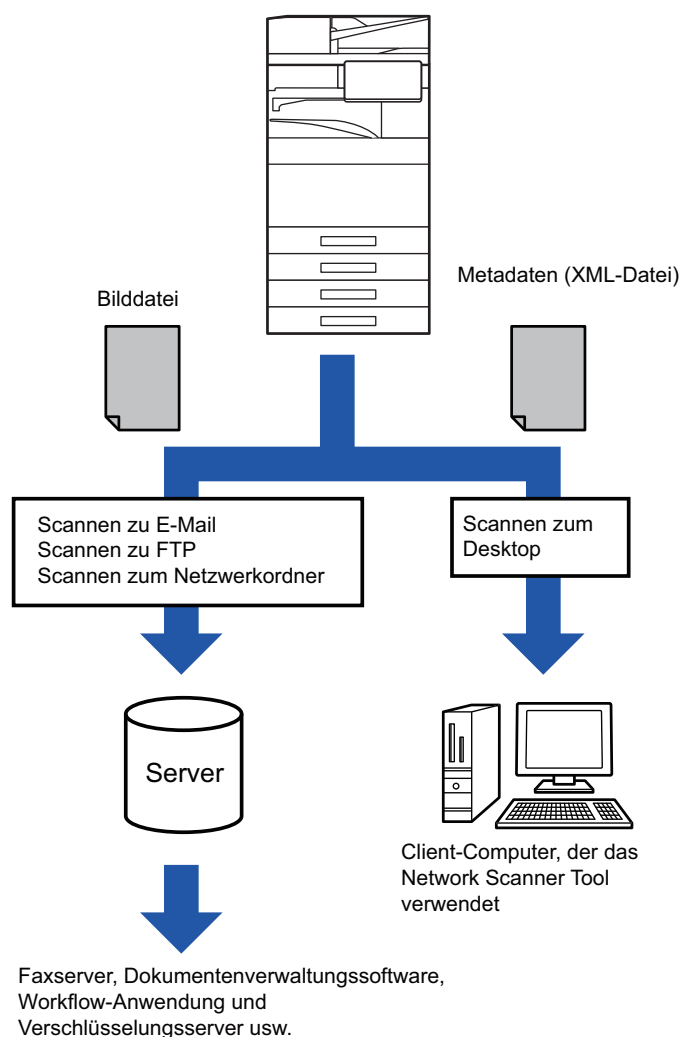 Metadaten (XML-Datei)
Bilddatei
Scannen zu E-Mail
Scannen zu FTP
Scannen zum Netzwerkordner
Scannen zum
Desktop
Server
Client-Computer, der das
Network Scanner Tool
verwendet
Faxserver, Dokumentenverwaltungssoftware,
Workflow-Anwendung und
Verschlüsselungsserver usw.